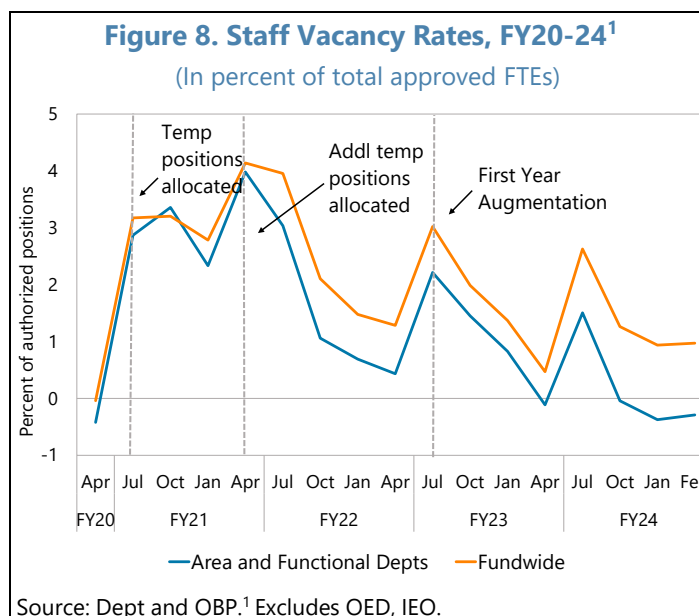 Figure 8. Staff Vacancy Rates, FY20-24¹
(In percent of total approved FTEs)
5
4
3
2
1
0
-1
Percent of authorized positions
Temp
positions
allocated
Addl temp
positions
allocated
First Year
Augmentation
Apr Jul Oct Jan Apr Jul Oct Jan Apr Jul Oct Jan Apr Jul Oct Jan Fe
FY20 FY21 FY22 FY23 FY24
Area and Functional Depts Fundwide
Source: Dept and OBP.¹ Excludes OED, IEO.